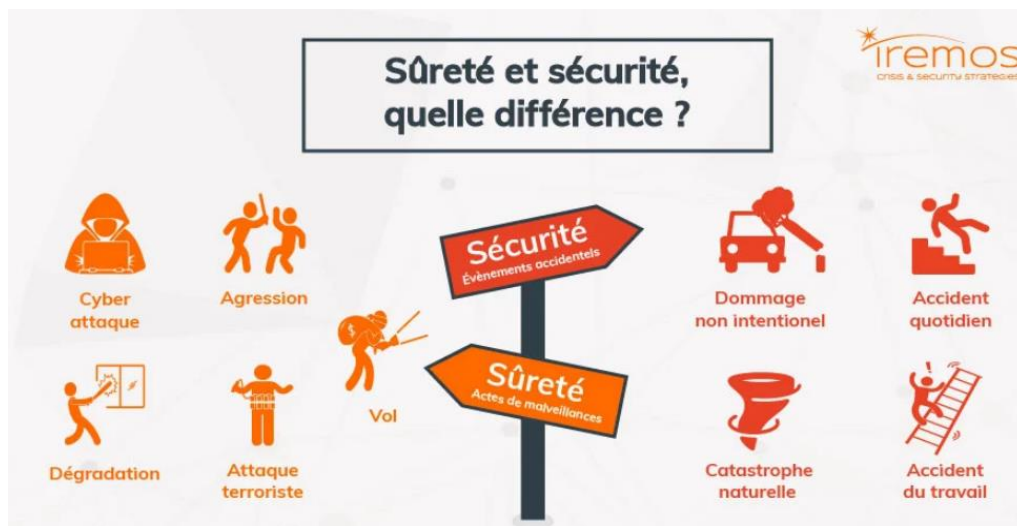 Sûreté et sécurité,
quelle différence ?
iremos
CRISIS & SECURITY STRATEGIES
Sécurité
Évènements accidentels
Sûreté
Actes de malveillances
Cyber
attaque
Agression
Vol
Dégradation
Attaque
terroriste
Dommage
non intentionel
Accident
quotidien
Catastrophe
naturelle
Accident
du travail